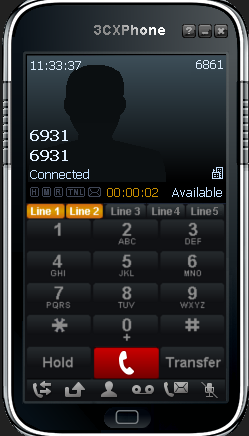 3CXPhone ? _ X
11:33:37 6861
6931
6931
Connected
H M R TNL 00:00:02 Available
Line 1 Line 2 Line 3 Line 4 Line5
1 2 3
ABC DEF
4 5 6
GHI JKL MNO
7 8 9
PQRS TUV WXYZ
* 0 #
+
Hold Transfer